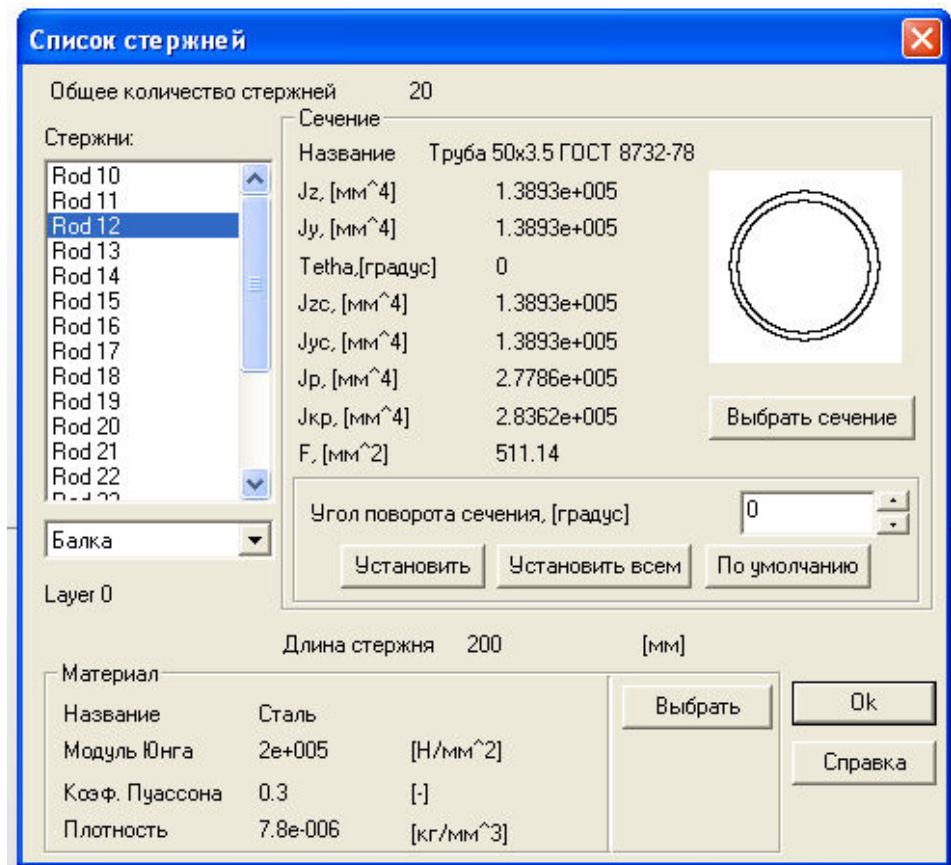 Список стержней
Общее количество стержней 20
Стержни:
Rod 10
Rod 11
Rod 12
Rod 13
Rod 14
Rod 15
Rod 16
Rod 17
Rod 18
Rod 19
Rod 20
Rod 21
Rod 22
Балка
Layer 0
Сечение
Название Труба 50x3.5 ГОСТ 8732-78
Jz, [мм^4] 1.3893e+005
Jy, [мм^4] 1.3893e+005
Tetha,[градус] 0
Jzc, [мм^4] 1.3893e+005
Jyc, [мм^4] 1.3893e+005
Jp, [мм^4] 2.7786e+005
Jкр, [мм^4] 2.8362e+005
F, [мм^2] 511.14
Выбрать сечение
Угол поворота сечения, [градус] 0
Установить Установить всем По умолчанию
Длина стержня 200 [мм]
Материал
Название Сталь
Модуль Юнга 2e+005 [Н/мм^2]
Коэф. Пуассона 0.3 [-]
Плотность 7.8e-006 [кг/мм^3]
Выбрать
Ok
Справка